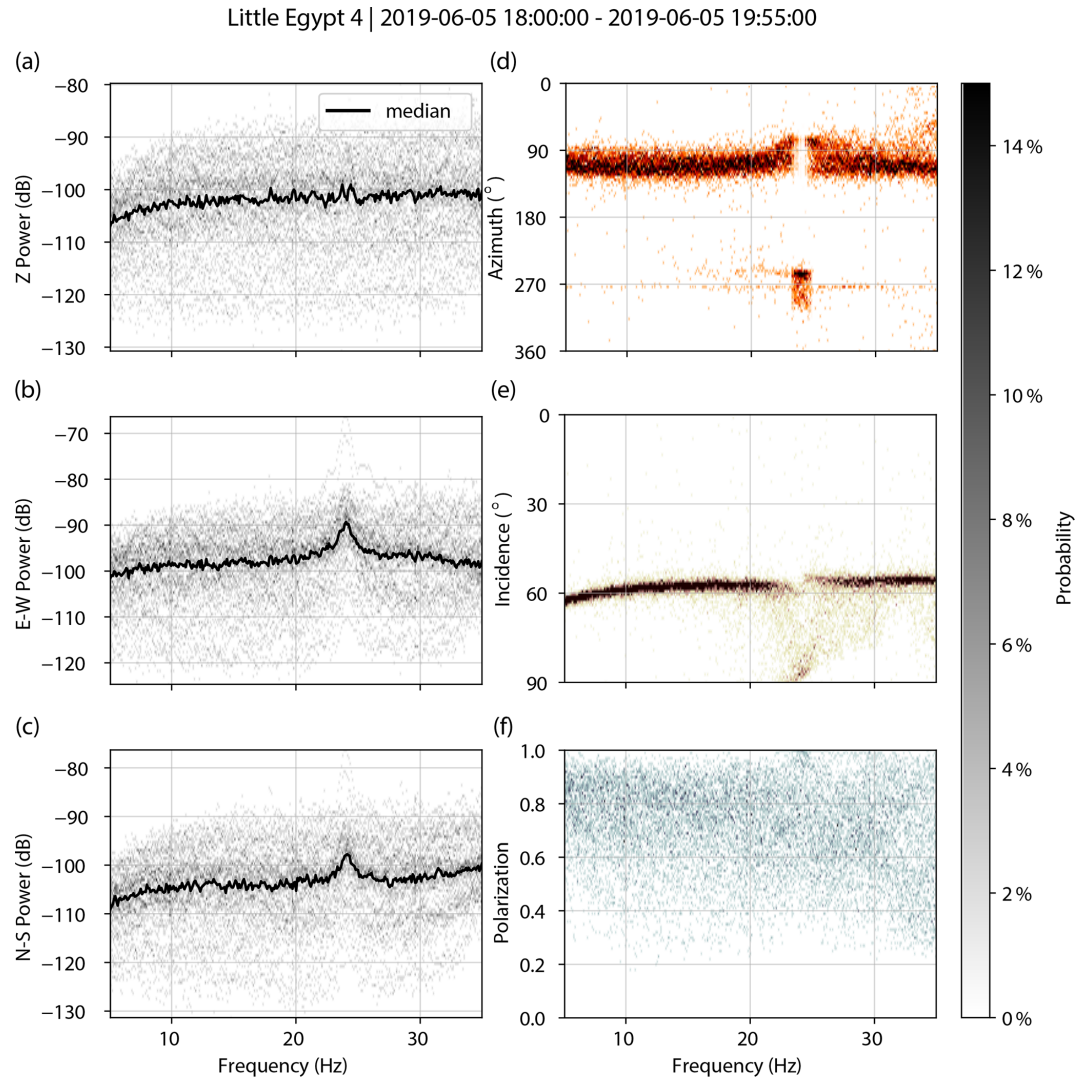 Little Egypt 4 | 2019-06-05 18:00:00 - 2019-06-05 19:55:00
(a)
−80
−90
−100
−110
−120
−130
Z Power (dB)
median
(b)
−70
−80
−90
−100
−110
−120
E-W Power (dB)
(c)
−80
−90
−100
−110
−120
−130
N-S Power (dB)
10
20
30
Frequency (Hz)
(d)
0
90
180
270
360
Azimuth (°)
(e)
0
30
60
90
Incidence (°)
(f)
1.0
0.8
0.6
0.4
0.2
0.0
Polarization
10
20
30
Frequency (Hz)
14 %
12 %
10 %
8 %
6 %
4 %
2 %
0 %
Probability